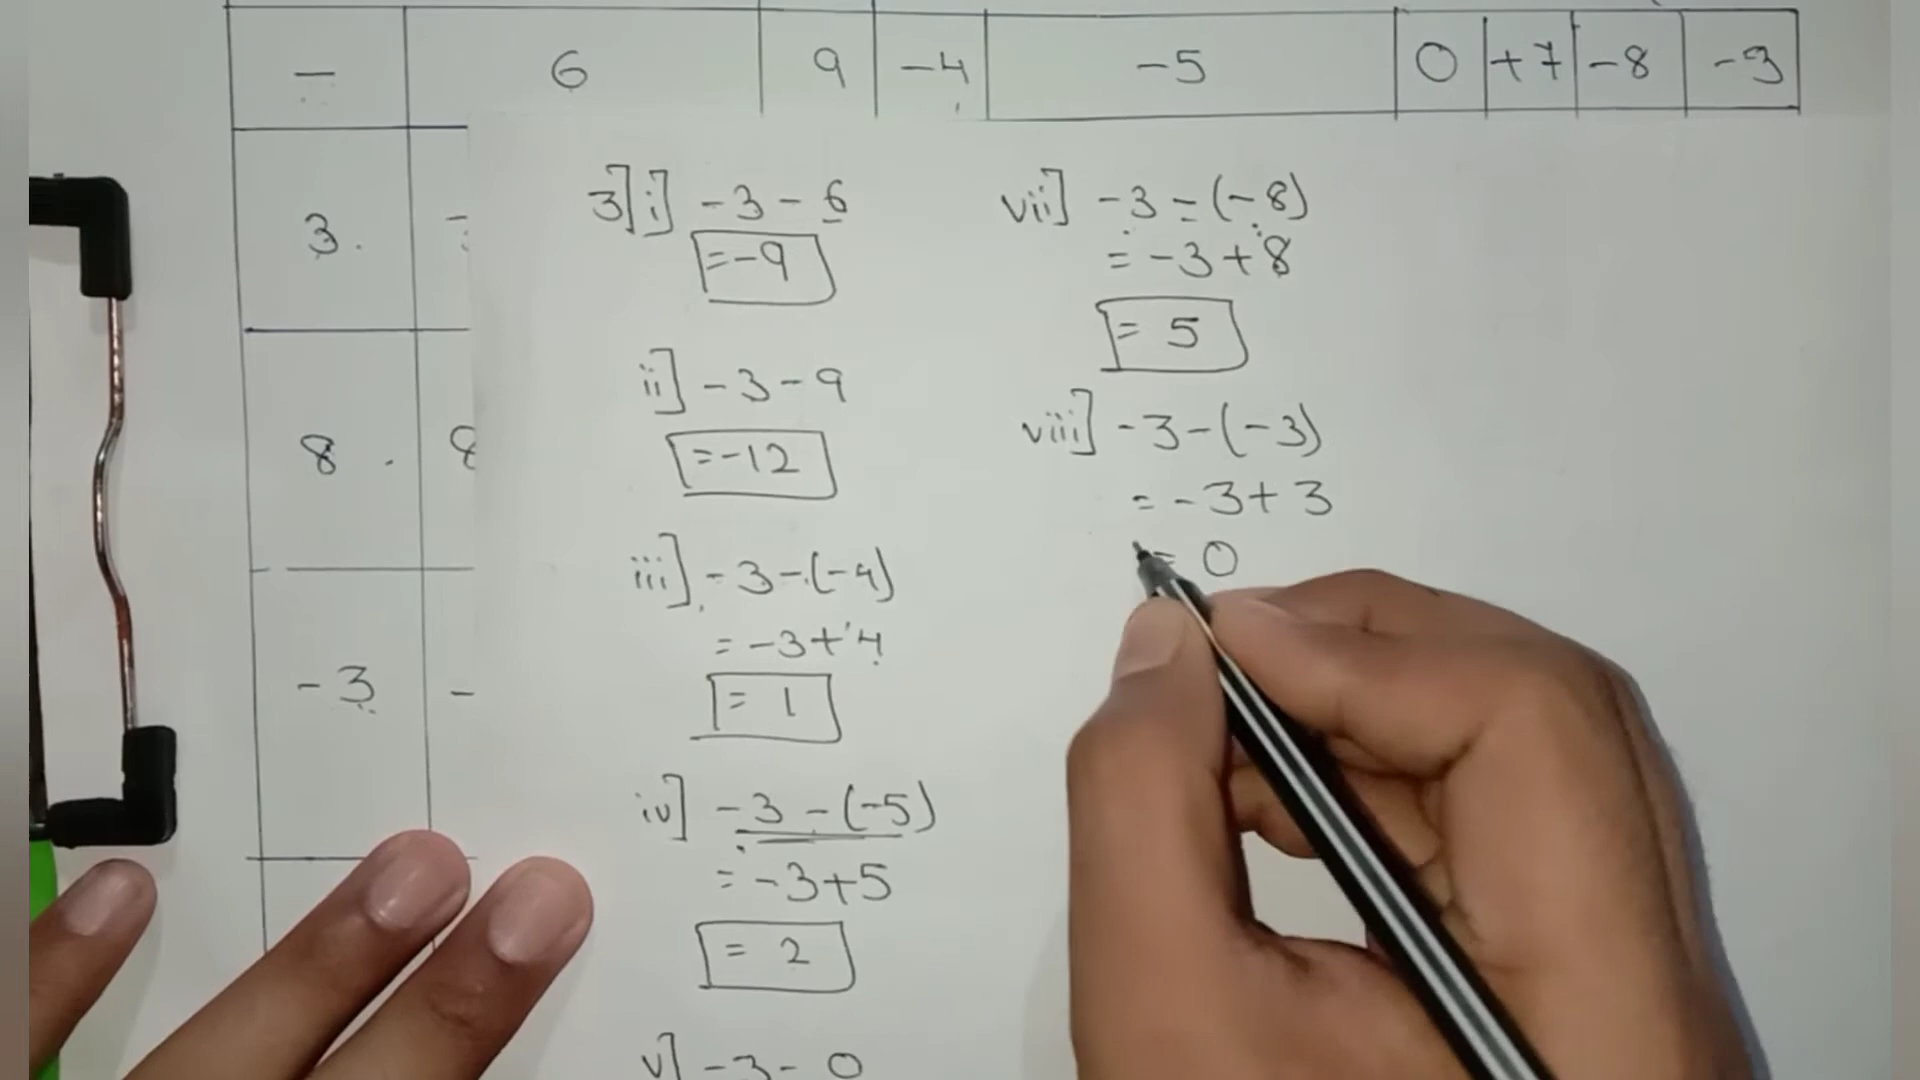 — 6 9 -4 -5 0 +7 -8 -3
3.
8.
-3 -
3] i] -3-6
=-9
ii] -3-9
=-12
iii] -3-(-4)
= -3+4
= 1
iv] -3-(-5)
= -3+5
= 2
v] -3-0
vii] -3-(-8)
= -3+8
= 5
viii] -3-(-3)
= -3+3
= 0